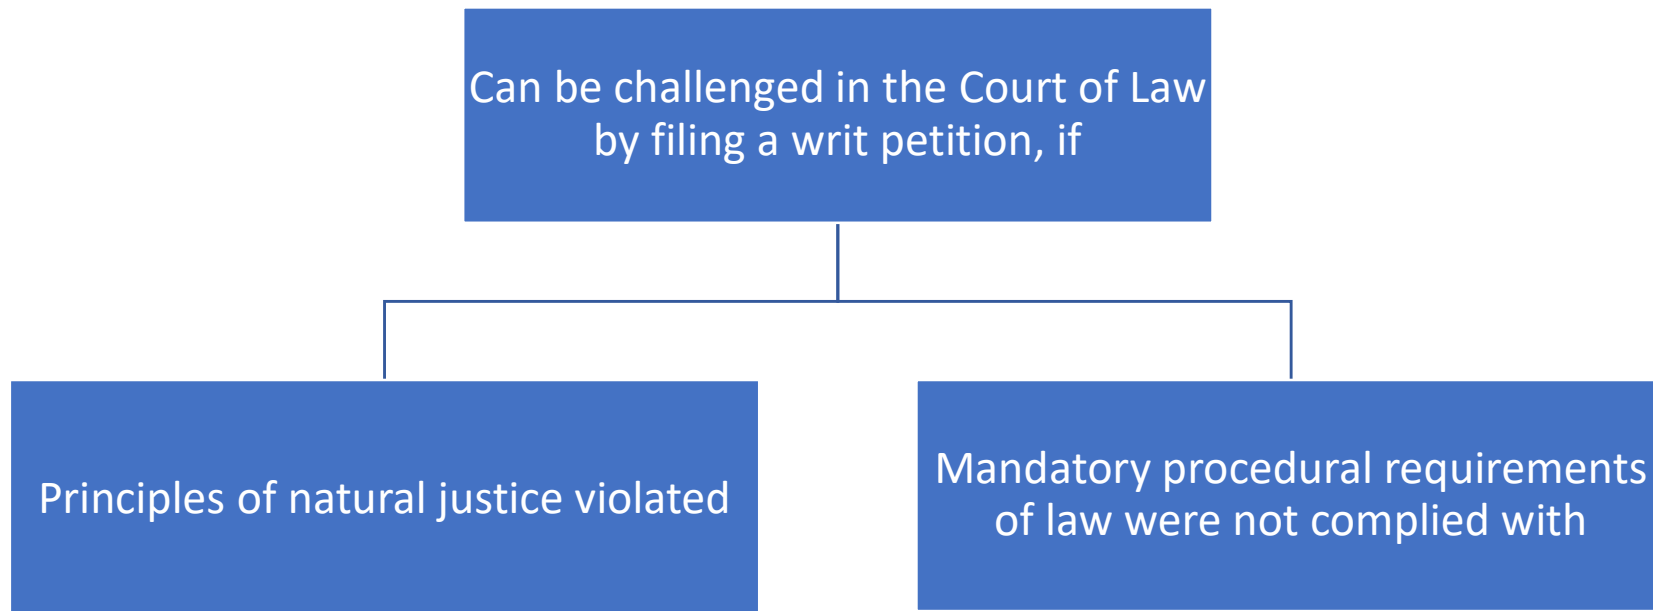 Can be challenged in the Court of Law
by filing a writ petition, if
Principles of natural justice violated
Mandatory procedural requirements
of law were not complied with